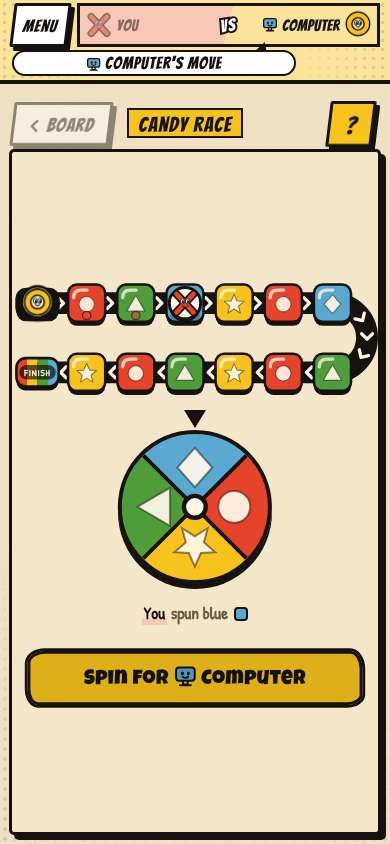 MENU
YOU
VS
COMPUTER
COMPUTER'S MOVE
BOARD
CANDY RACE
?
FINISH
You spun blue
SPIN FOR COMPUTER